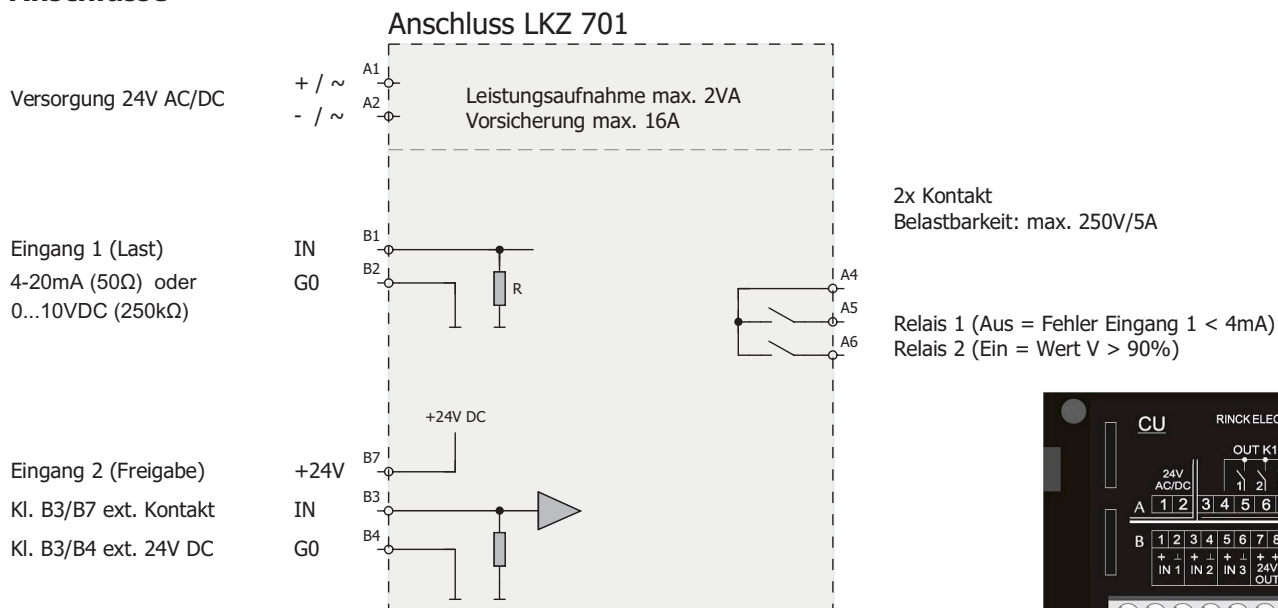 Anschluss LKZ 701
Versorgung 24V AC/DC
+ / ~ A1
- / ~ A2
Leistungsaufnahme max. 2VA
Vorsicherung max. 16A
2x Kontakt
Belastbarkeit: max. 250V/5A
Eingang 1 (Last) IN B1
4-20mA (50Ω) oder G0 B2
0...10VDC (250kΩ)
R
A4
A5
A6
Relais 1 (Aus = Fehler Eingang 1 < 4mA)
Relais 2 (Ein = Wert V > 90%)
+24V DC
Eingang 2 (Freigabe) +24V B7
Kl. B3/B7 ext. Kontakt IN B3
Kl. B3/B4 ext. 24V DC G0 B4
CU RINCK ELEC
OUT K1
24V
AC/DC
1 2
A 1 2 3 4 5 6
B 1 2 3 4 5 6 7 8
+ ⊥ + ⊥ + ⊥ + +
IN 1 IN 2 IN 3 24V
OUT